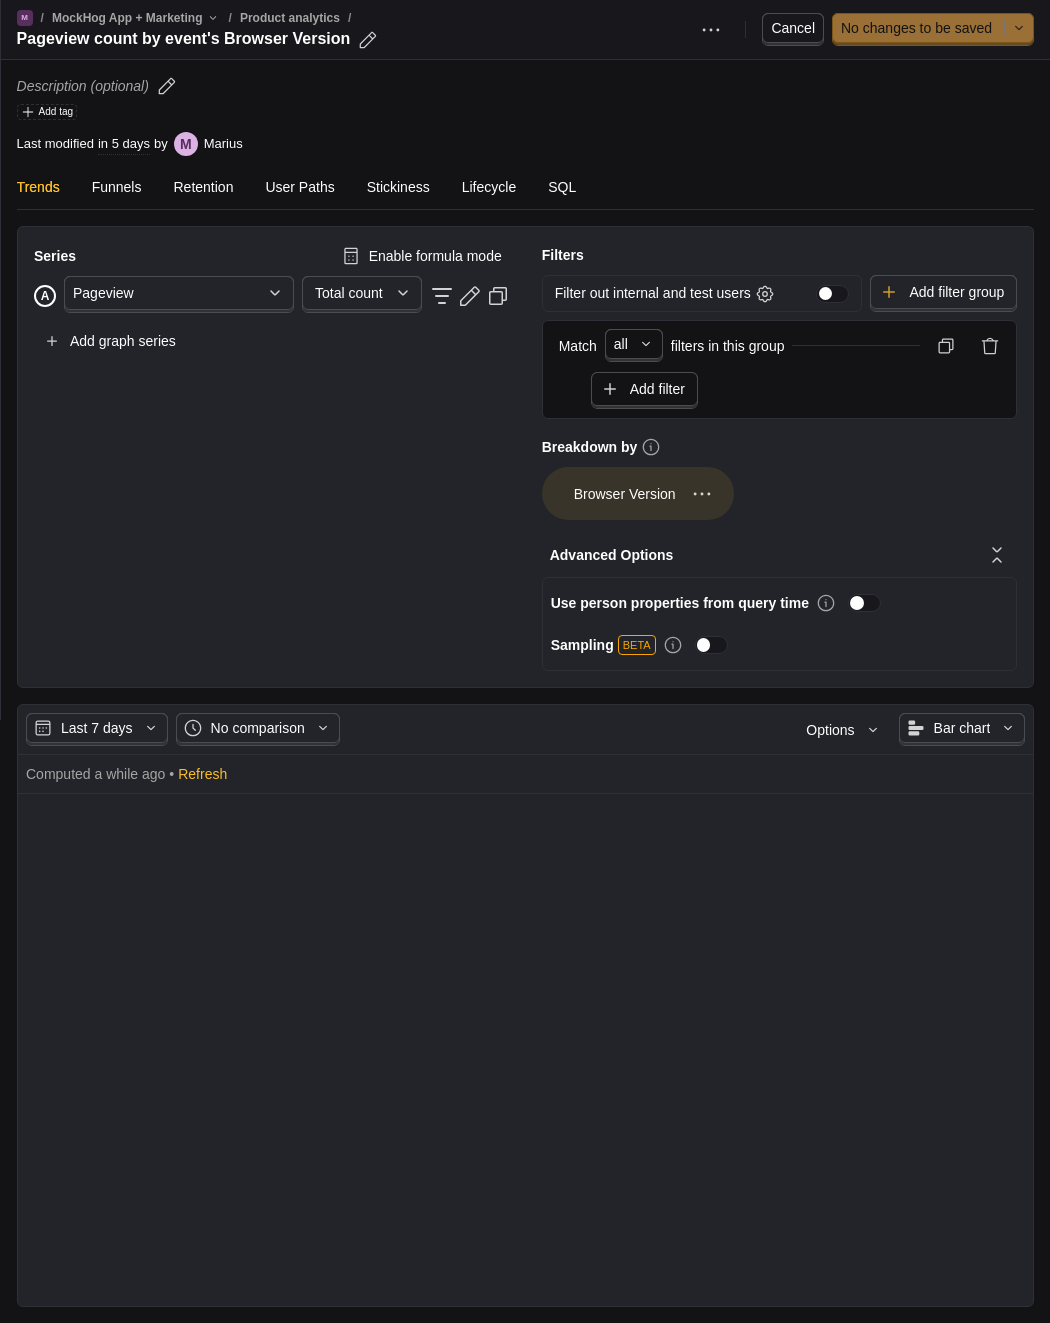 M / MockHog App + Marketing / Product analytics /
Pageview count by event's Browser Version
Cancel
No changes to be saved
Description (optional)
Add tag
Last modified in 5 days by M Marius
Trends Funnels Retention User Paths Stickiness Lifecycle SQL
Series
Enable formula mode
A Pageview Total count
Add graph series
Filters
Filter out internal and test users
Add filter group
Match all filters in this group
Add filter
Breakdown by
Browser Version
Advanced Options
Use person properties from query time
Sampling BETA
Last 7 days No comparison Options Bar chart
Computed a while ago • Refresh